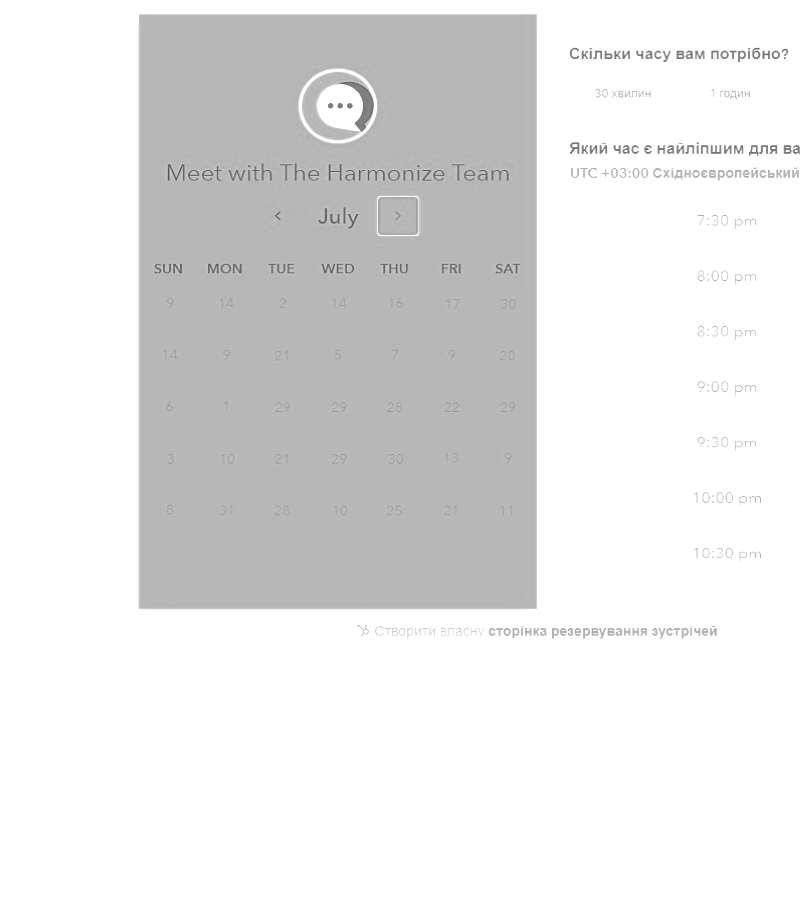 Meet with The Harmonize Team
July
SUN MON TUE WED THU FRI SAT
9 14 2 14 16 17 30
14 9 21 5 7 9 20
6 1 29 29 28 22 29
3 10 21 29 30 13 9
8 31 28 10 25 21 11
Скільки часу вам потрібно?
30 хвилин 1 годин
Який час є найліпшим для ва
UTC +03:00 Східноєвропейський
7:30 pm
8:00 pm
8:30 pm
9:00 pm
9:30 pm
10:00 pm
10:30 pm
Створити власну сторінка резервування зустрічей